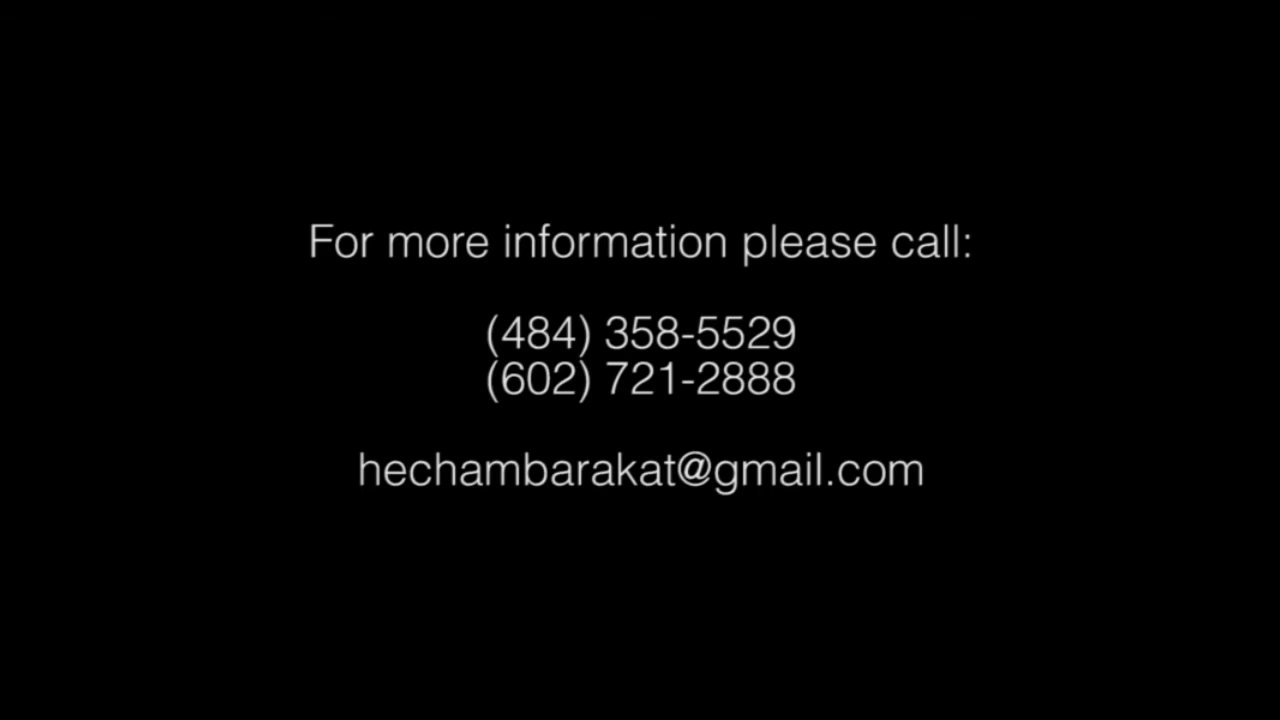 For more information please call:
(484) 358-5529
(602) 721-2888
hechambarakat@gmail.com